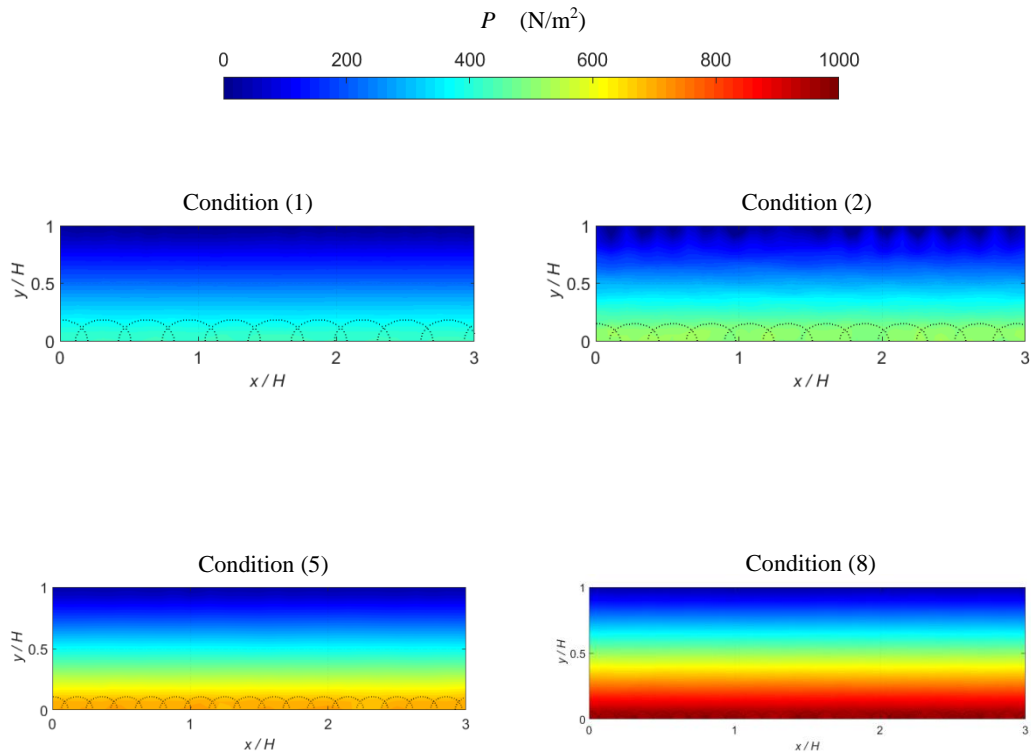 P (N/m²)
0 200 400 600 800 1000
Condition (1)
1
0.5
0
y / H
0 1 2 3
x / H
Condition (2)
1
0.5
0
y / H
0 1 2 3
x / H
Condition (5)
1
0.5
0
y / H
0 1 2 3
x / H
Condition (8)
1
0.5
0
y / H
0 1 2 3
x / H